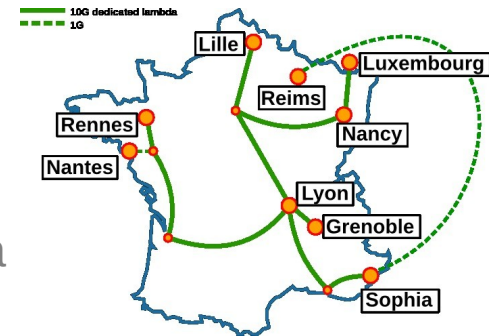 10G dedicated lambda
1G
Lille
Luxembourg
Reims
Rennes
Nancy
Nantes
Lyon
Grenoble
a
Sophia